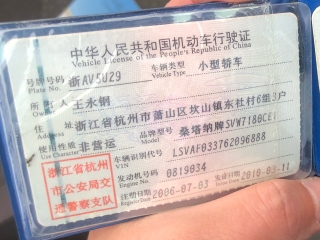 中华人民共和国机动车行驶证
Vehicle License of the People's Republic of China
号牌号码 浙AV5U29 车辆类型 小型轿车
Plate No. Vehicle Type
所有人 王永钢
Owner
住址 浙江省杭州市萧山区坎山镇东社村6组 户
Address
使用性质 非营运 品牌型号 桑塔纳牌SVW7180CEi
Use Character Model
浙江省杭州市公安局交通警察支队
车辆识别代号 LSVAF033762096888
VIN
发动机号码 0819034
Engine No.
注册日期 2006-07-03 发证日期 2010-03-11
Register Date Issue Date